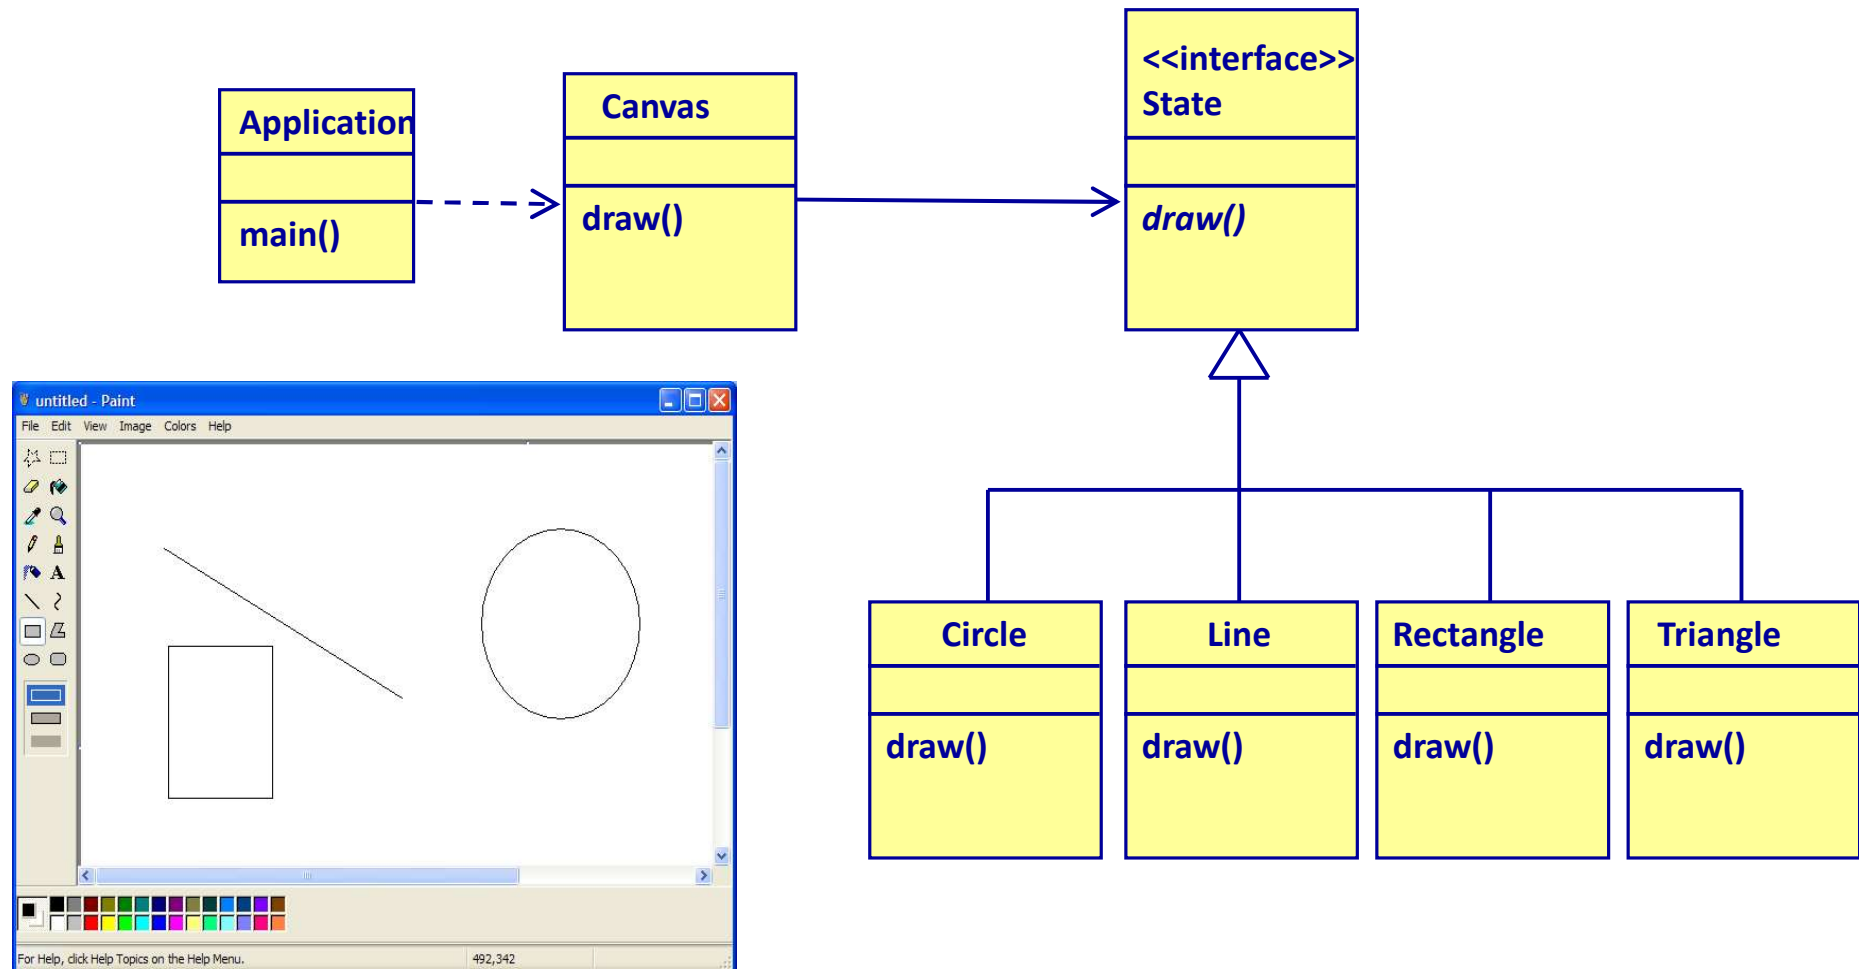 Application
main()
Canvas
draw()
<<interface>>
State
draw()
Circle
draw()
Line
draw()
Rectangle
draw()
Triangle
draw()
untitled - Paint
File Edit View Image Colors Help
A
For Help, click Help Topics on the Help Menu.
492,342